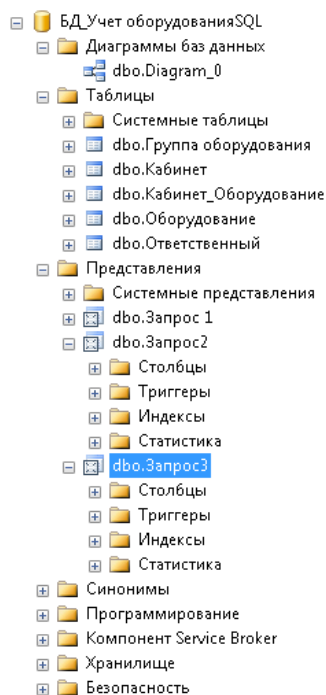 БД_Учет оборудованияSQL
Диаграммы баз данных
dbo.Diagram_0
Таблицы
Системные таблицы
dbo.Группа оборудования
dbo.Кабинет
dbo.Кабинет_Оборудование
dbo.Оборудование
dbo.Ответственный
Представления
Системные представления
dbo.Запрос 1
dbo.Запрос2
Столбцы
Триггеры
Индексы
Статистика
dbo.Запрос3
Столбцы
Триггеры
Индексы
Статистика
Синонимы
Программирование
Компонент Service Broker
Хранилище
Безопасность